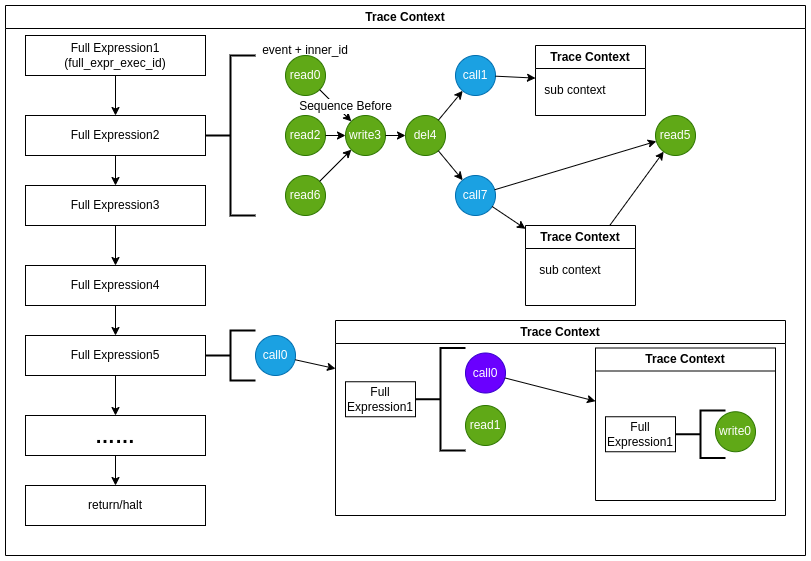 Trace Context
Full Expression1
(full_expr_exec_id)
event + inner_id
read0
call1
Trace Context
sub context
Sequence Before
Full Expression2
read2
write3
del4
read5
Full Expression3
read6
call7
Trace Context
sub context
Full Expression4
Full Expression5
call0
Trace Context
Full
Expression1
call0
read1
Trace Context
Full
Expression1
write0
……
return/halt